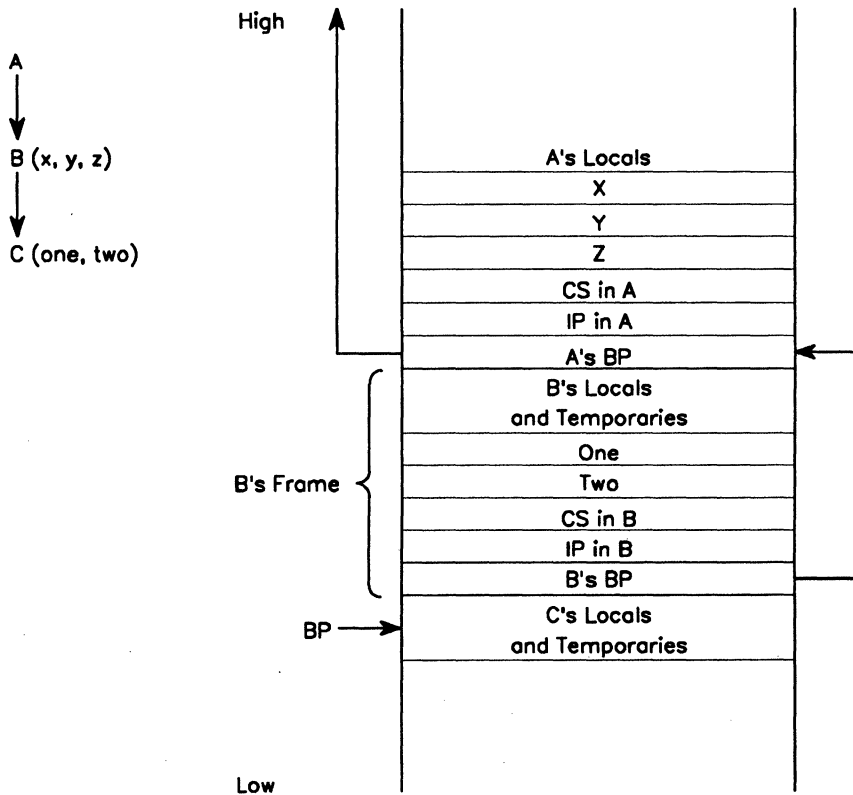 High
A
B (x, y, z)
C (one, two)
A's Locals
X
Y
Z
CS in A
IP in A
A's BP
B's Locals
and Temporaries
One
Two
B's Frame
CS in B
IP in B
B's BP
BP
C's Locals
and Temporaries
Low